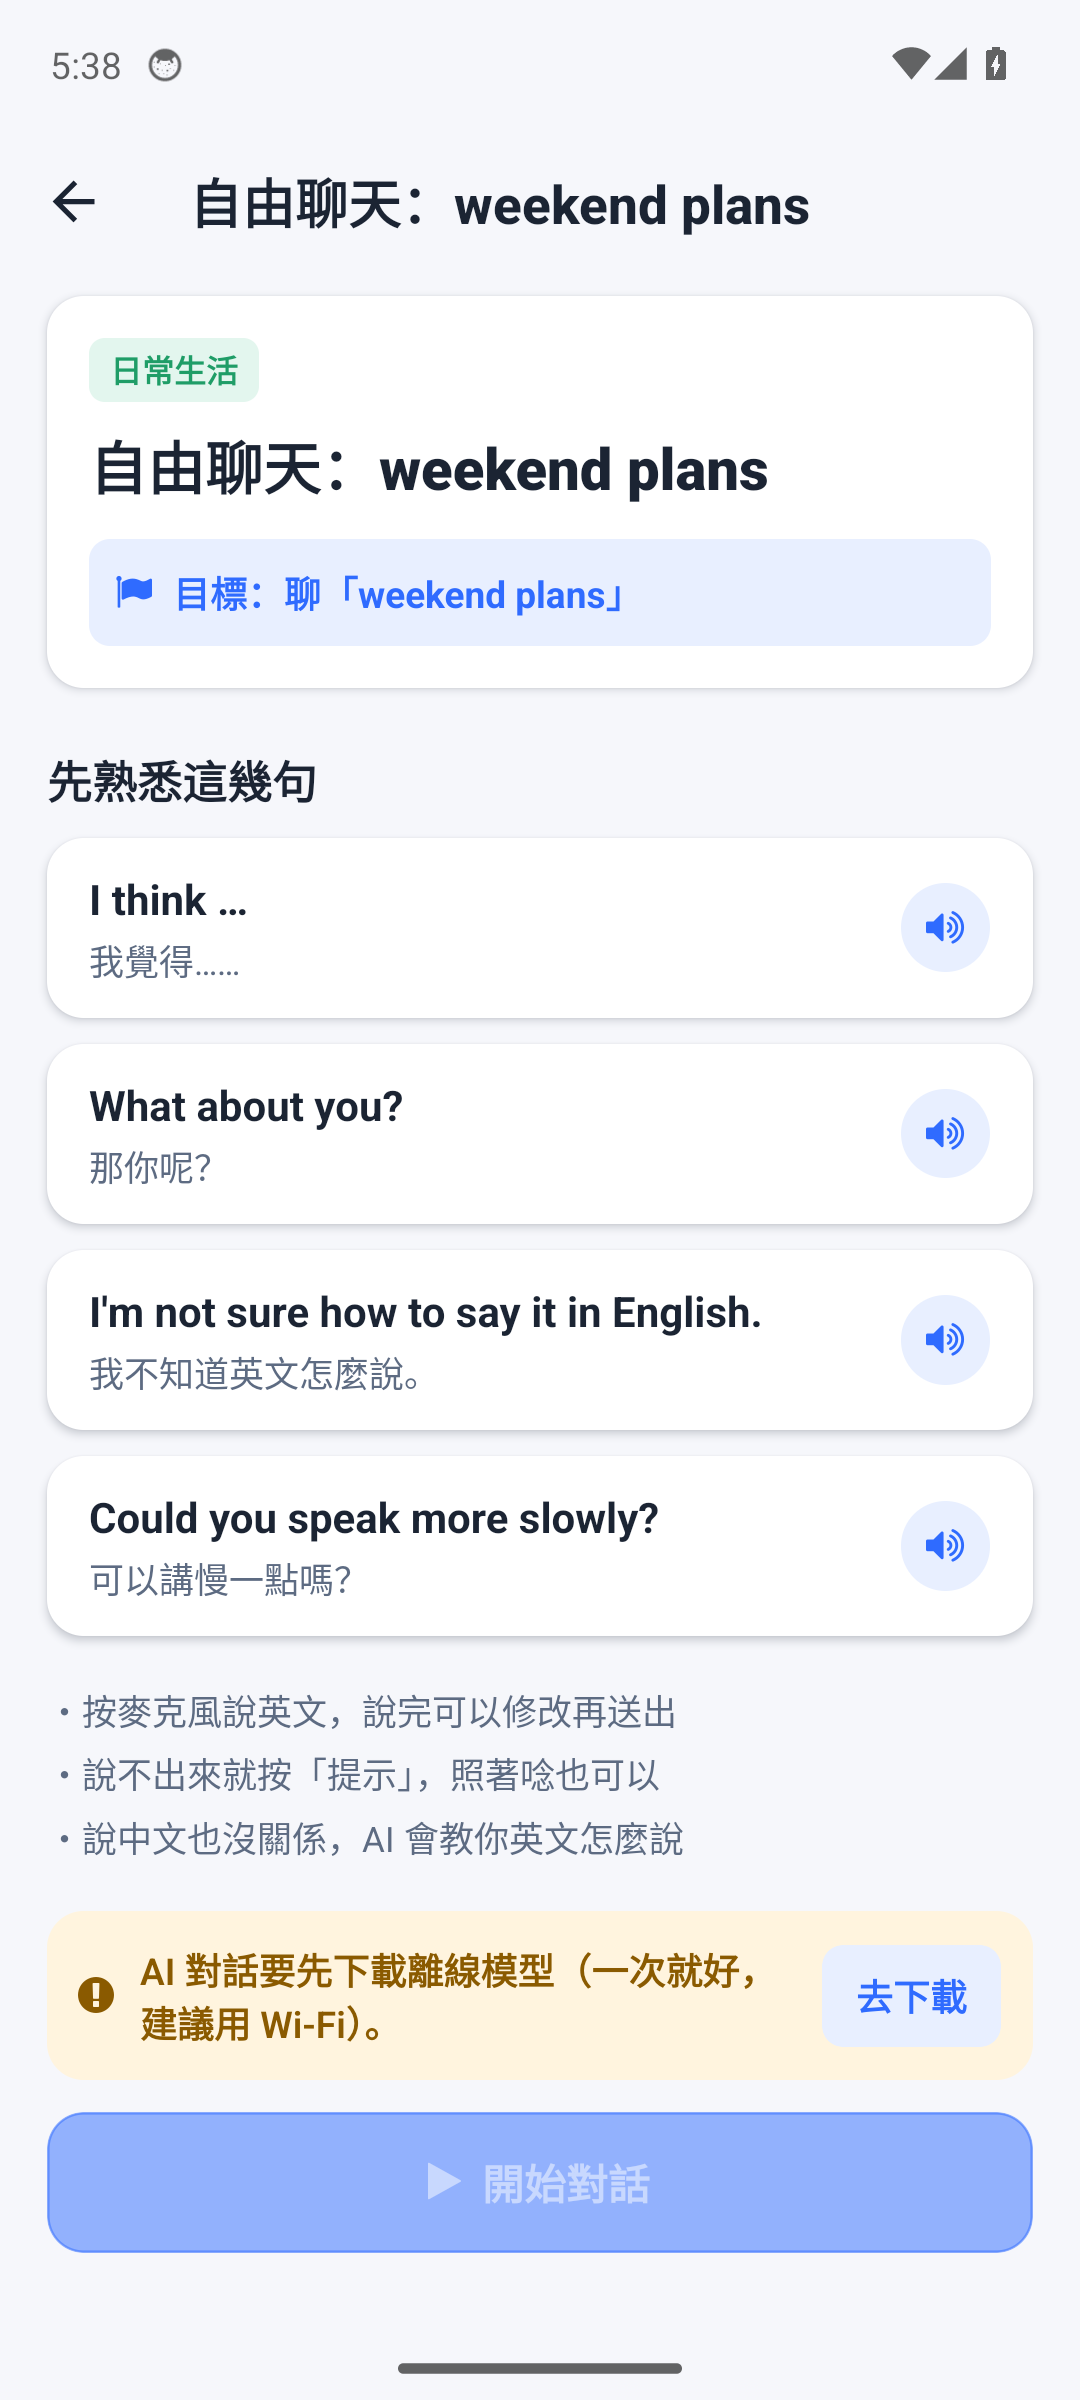 5:38
自由聊天：weekend plans
日常生活
自由聊天：weekend plans
目標：聊「weekend plans」
先熟悉這幾句
I think ...
我覺得……
What about you?
那你呢？
I'm not sure how to say it in English.
我不知道英文怎麼說。
Could you speak more slowly?
可以講慢一點嗎？
・按麥克風說英文，說完可以修改再送出
・說不出來就按「提示」，照著唸也可以
・說中文也沒關係，AI 會教你英文怎麼說
AI 對話要先下載離線模型（一次就好，
建議用 Wi-Fi）。
去下載
開始對話